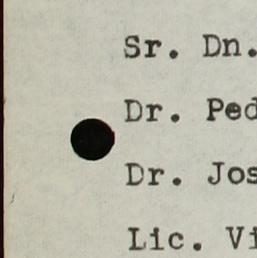 Sr. Dn.
Dr. Ped
Dr. Jos
Lic. Vi